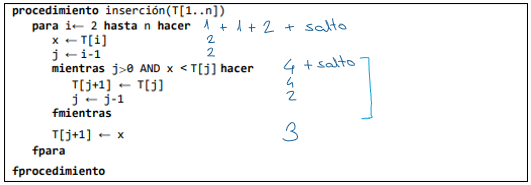 procedimiento inserción(T[1..n])
para i← 2 hasta n hacer 1 + 1 + 2 + salto
x ← T[i] 2
j ← i-1 2
mientras j>0 AND x < T[j] hacer 4 + salto
T[j+1] ← T[j] 4
j ← j-1 2
fmientras
T[j+1] ← x 3
fpara
fprocedimiento